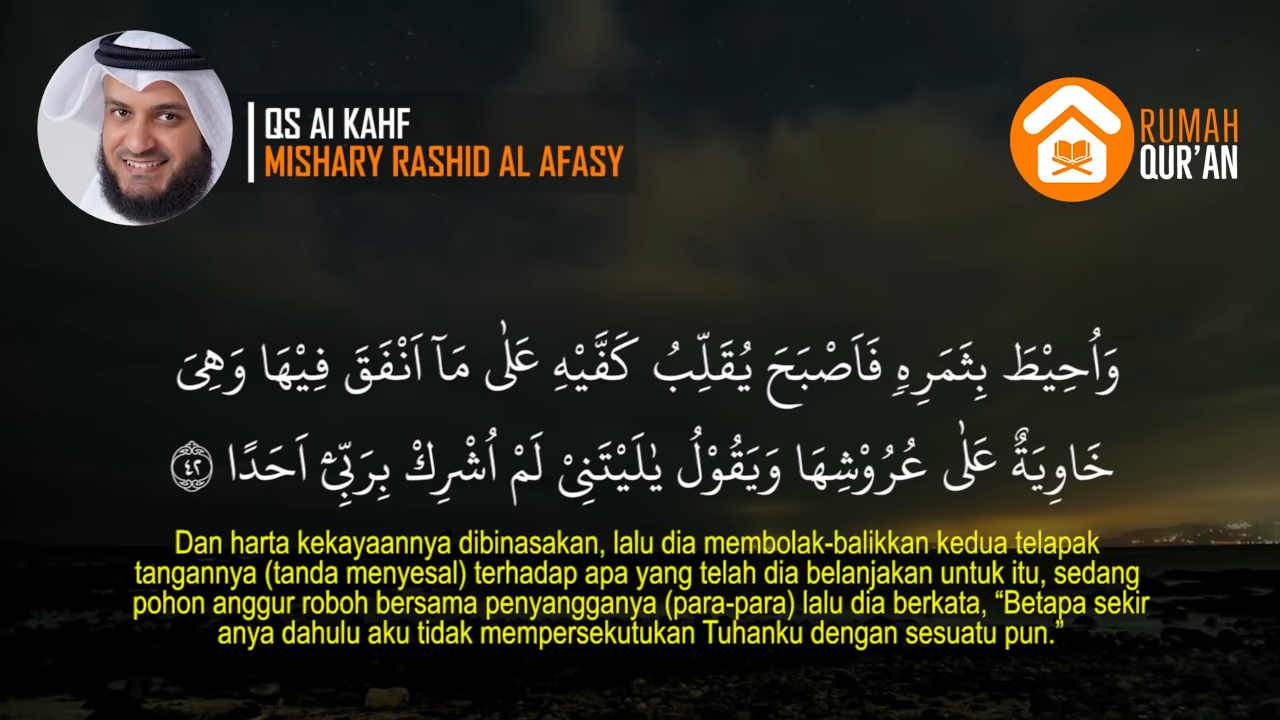 QS Al KAHF
MISHARY RASHID AL AFASY
RUMAH
QUR'AN
وَاُحِيْطَ بِثَمَرِهٖ فَاَصْبَحَ يُقَلِّبُ كَفَّيْهِ عَلٰى مَآ اَنْفَقَ فِيْهَا وَهِيَ
خَاوِيَةٌ عَلٰى عُرُوْشِهَا وَيَقُوْلُ يٰلَيْتَنِيْ لَمْ اُشْرِكْ بِرَبِّيْٓ اَحَدًا ٤٢
Dan harta kekayaannya dibinasakan, lalu dia membolak-balikkan kedua telapak
tangannya (tanda menyesal) terhadap apa yang telah dia belanjakan untuk itu, sedang
pohon anggur roboh bersama penyangganya (para-para) lalu dia berkata, “Betapa sekir
anya dahulu aku tidak mempersekutukan Tuhanku dengan sesuatu pun.”